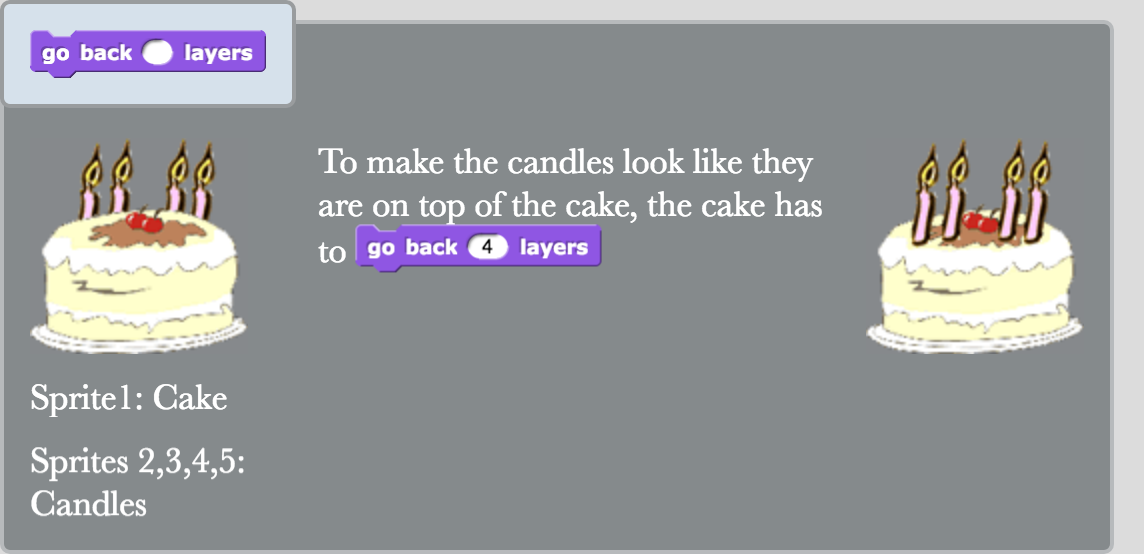 go back layers
To make the candles look like they
are on top of the cake, the cake has
to go back 4 layers
Sprite1: Cake
Sprites 2,3,4,5:
Candles